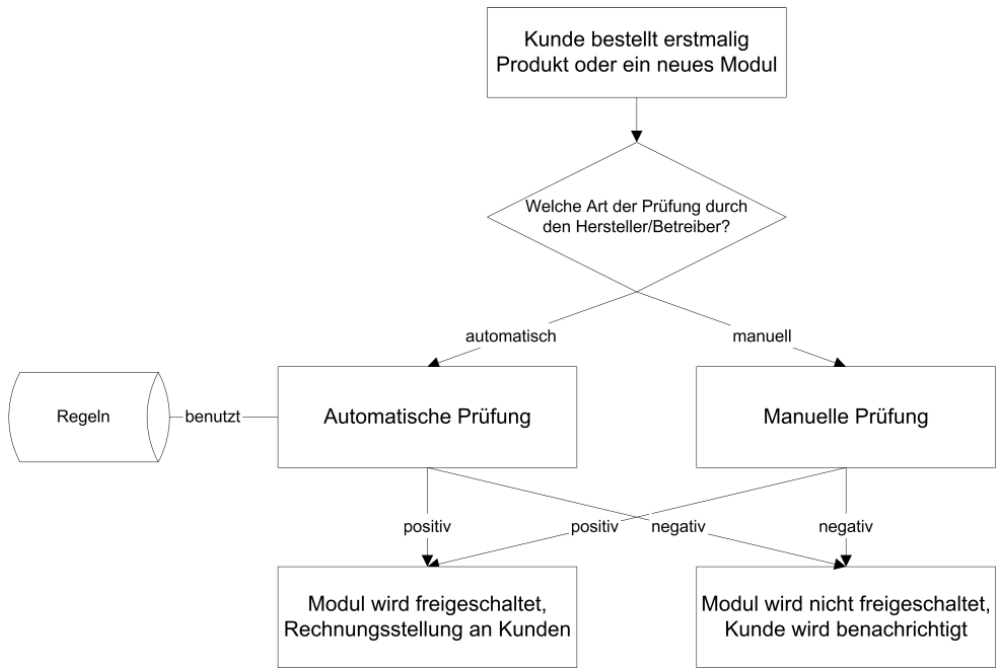 Kunde bestellt erstmalig
Produkt oder ein neues Modul
Welche Art der Prüfung durch
den Hersteller/Betreiber?
automatisch
manuell
Regeln
benutzt
Automatische Prüfung
Manuelle Prüfung
positiv
positiv
negativ
negativ
Modul wird freigeschaltet,
Rechnungsstellung an Kunden
Modul wird nicht freigeschaltet,
Kunde wird benachrichtigt